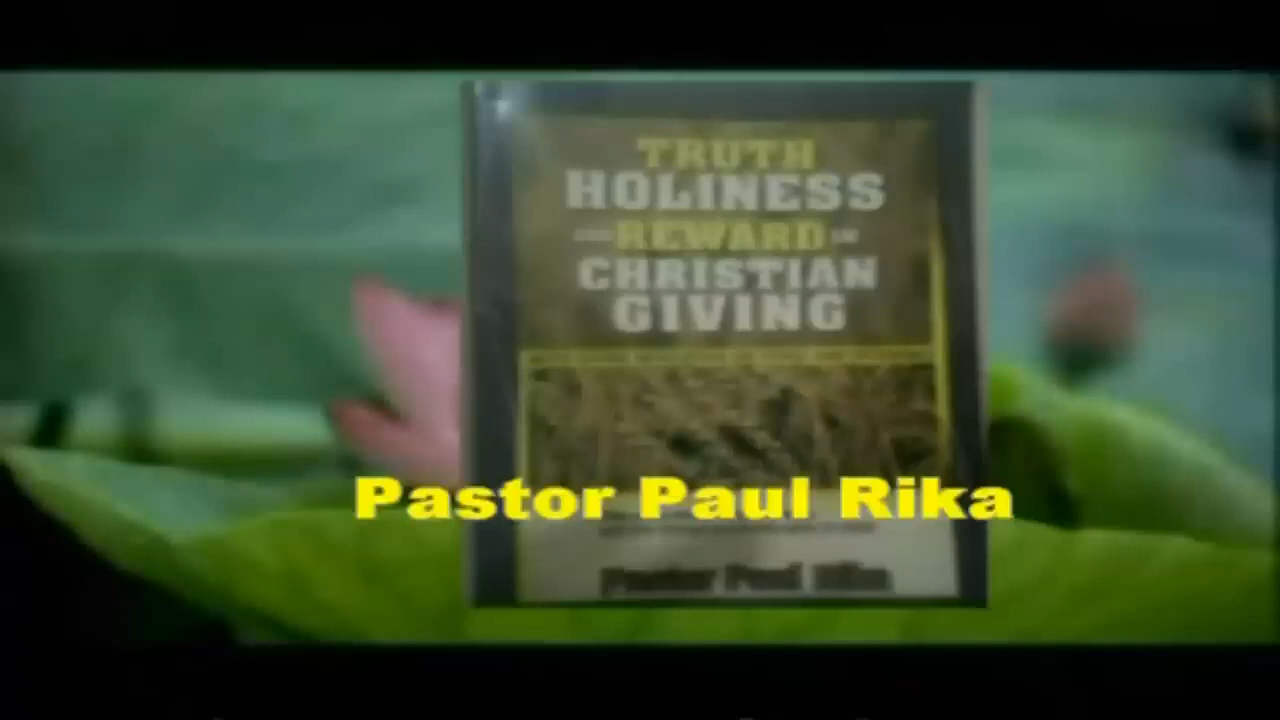 TRUTH
HOLINESS
REWARD
CHRISTIAN
GIVING
Pastor Paul Rika
Pastor Paul Rika